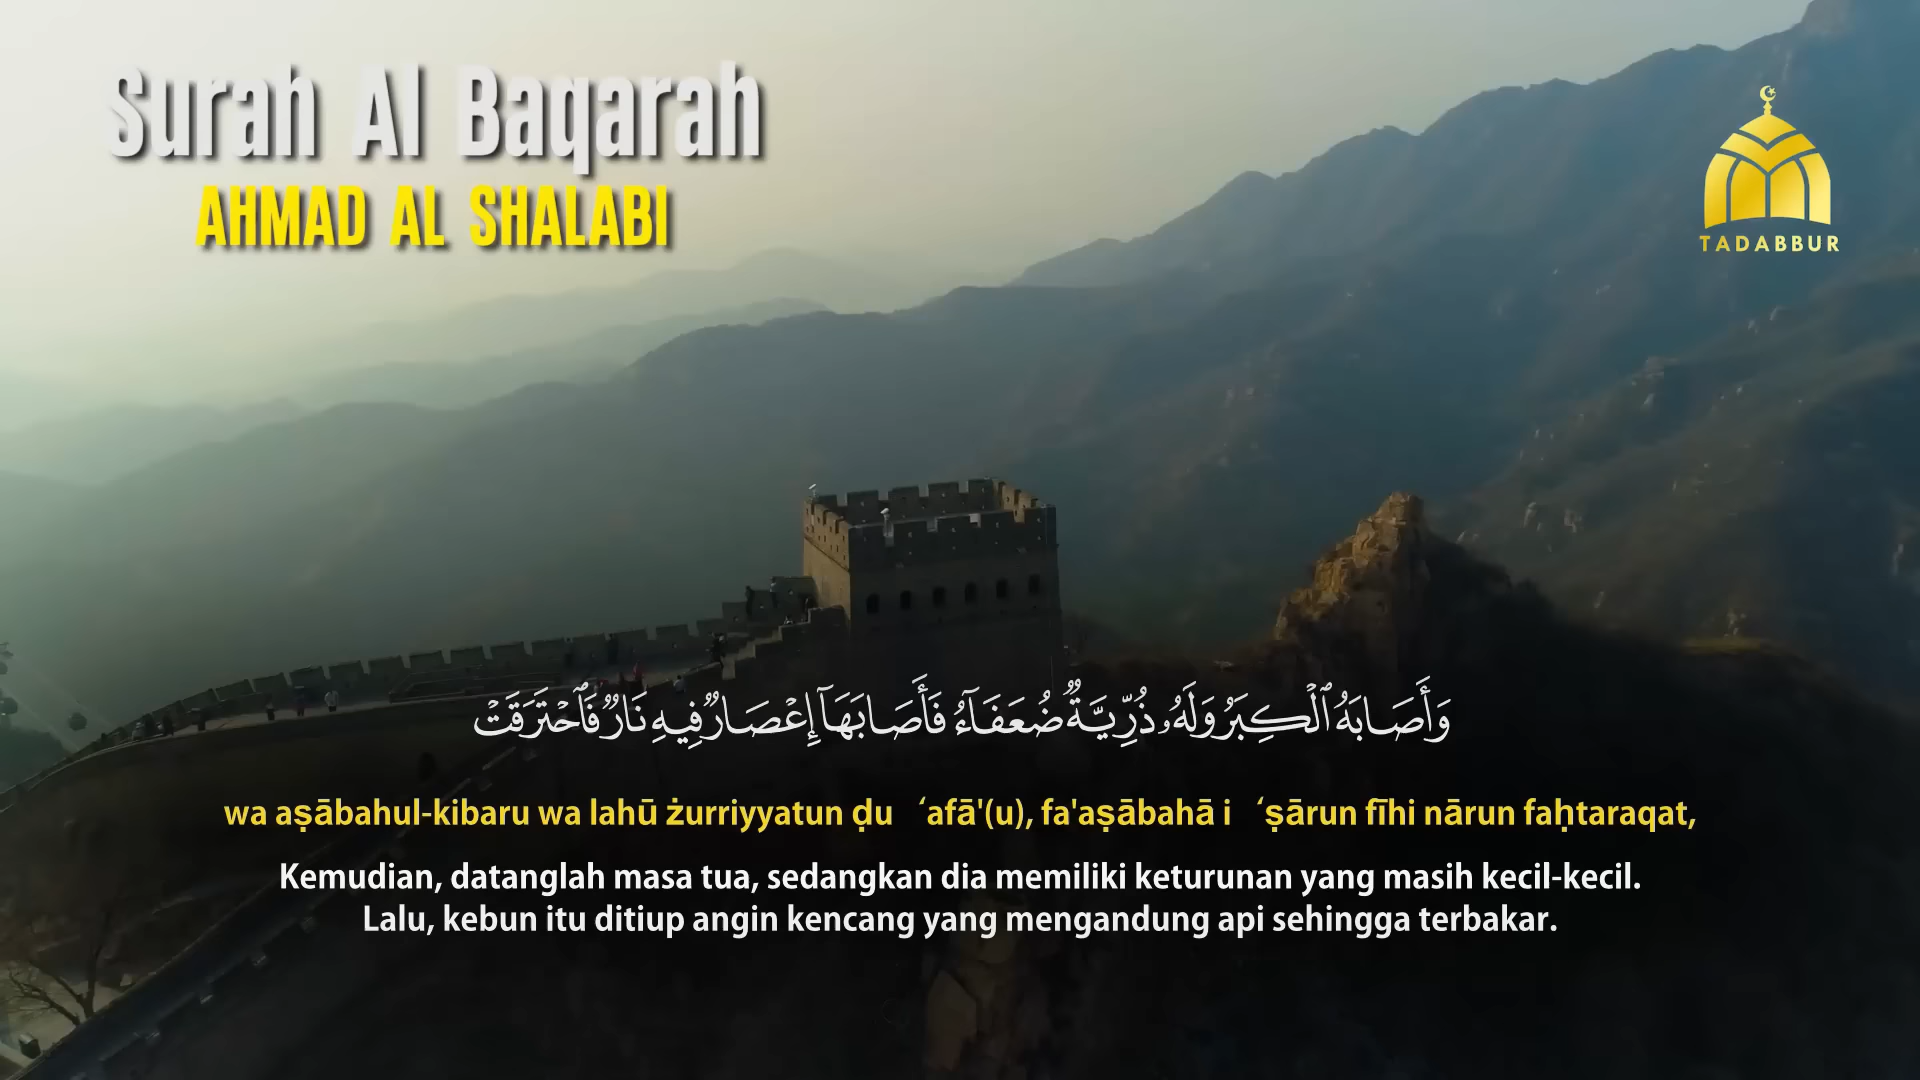 Surah Al Baqarah
AHMAD AL SHALABI
TADABBUR
وَأَصَابَهُ ٱلْكِبَرُ وَلَهُۥ ذُرِّيَّةٌ ضُعَفَآءُ فَأَصَابَهَآ إِعْصَارٌ فِيهِ نَارٌ فَٱحْتَرَقَتْ
wa aṣābahul-kibaru wa lahū żurriyyatun ḍu ‘afā'(u), fa'aṣābahā i ‘ṣārun fīhi nārun faḥtaraqat,
Kemudian, datanglah masa tua, sedangkan dia memiliki keturunan yang masih kecil-kecil.
Lalu, kebun itu ditiup angin kencang yang mengandung api sehingga terbakar.